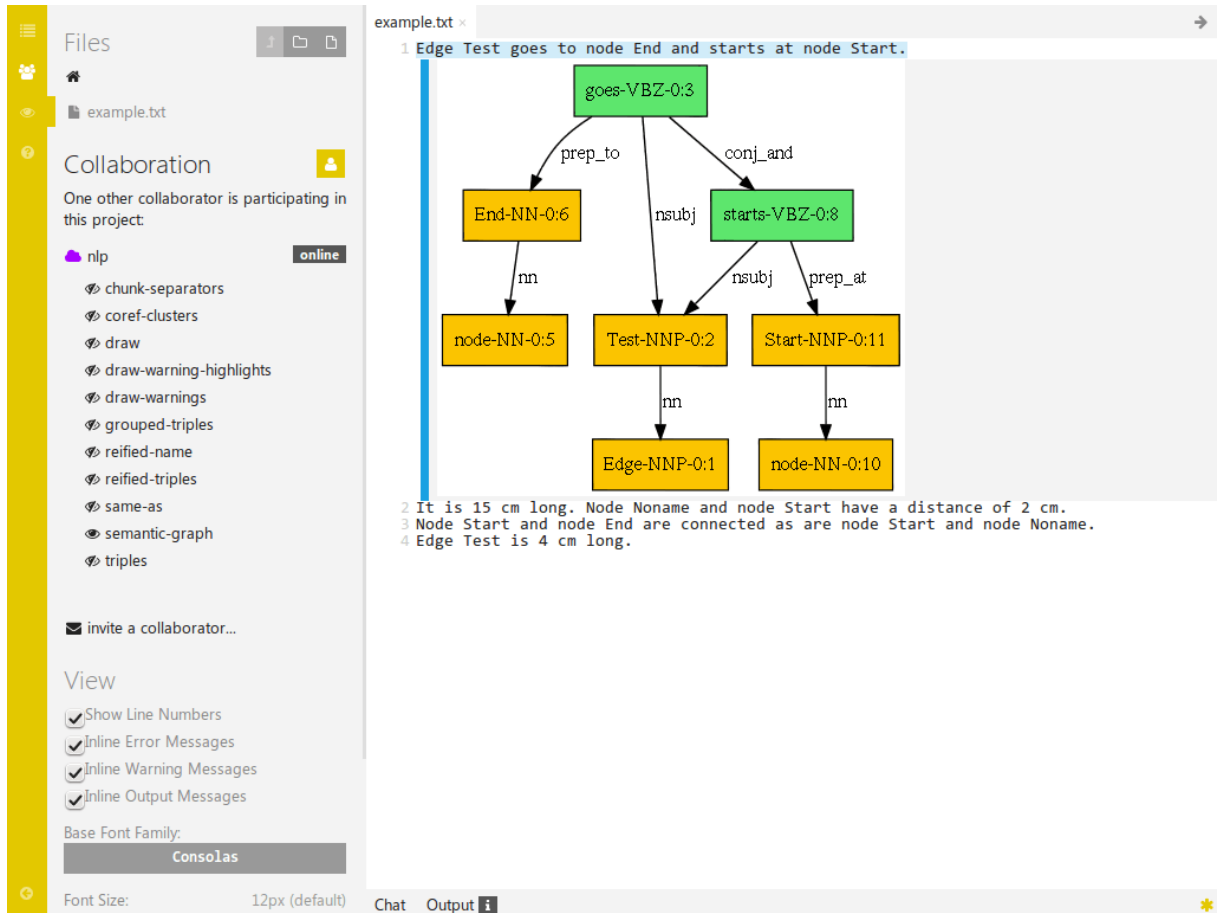 Files
example.txt
Collaboration
One other collaborator is participating in
this project:
nlp online
chunk-separators
coref-clusters
draw
draw-warning-highlights
draw-warnings
grouped-triples
reified-name
reified-triples
same-as
semantic-graph
triples
invite a collaborator...
View
Show Line Numbers
Inline Error Messages
Inline Warning Messages
Inline Output Messages
Base Font Family:
Consolas
Font Size: 12px (default)
example.txt ×
1 Edge Test goes to node End and starts at node Start.
goes-VBZ-0:3
prep_to conj_and
End-NN-0:6 nsubj starts-VBZ-0:8
nn nsubj prep_at
node-NN-0:5 Test-NNP-0:2 Start-NNP-0:11
nn nn
Edge-NNP-0:1 node-NN-0:10
2 It is 15 cm long. Node Noname and node Start have a distance of 2 cm.
3 Node Start and node End are connected as are node Start and node Noname.
4 Edge Test is 4 cm long.
Chat Output i